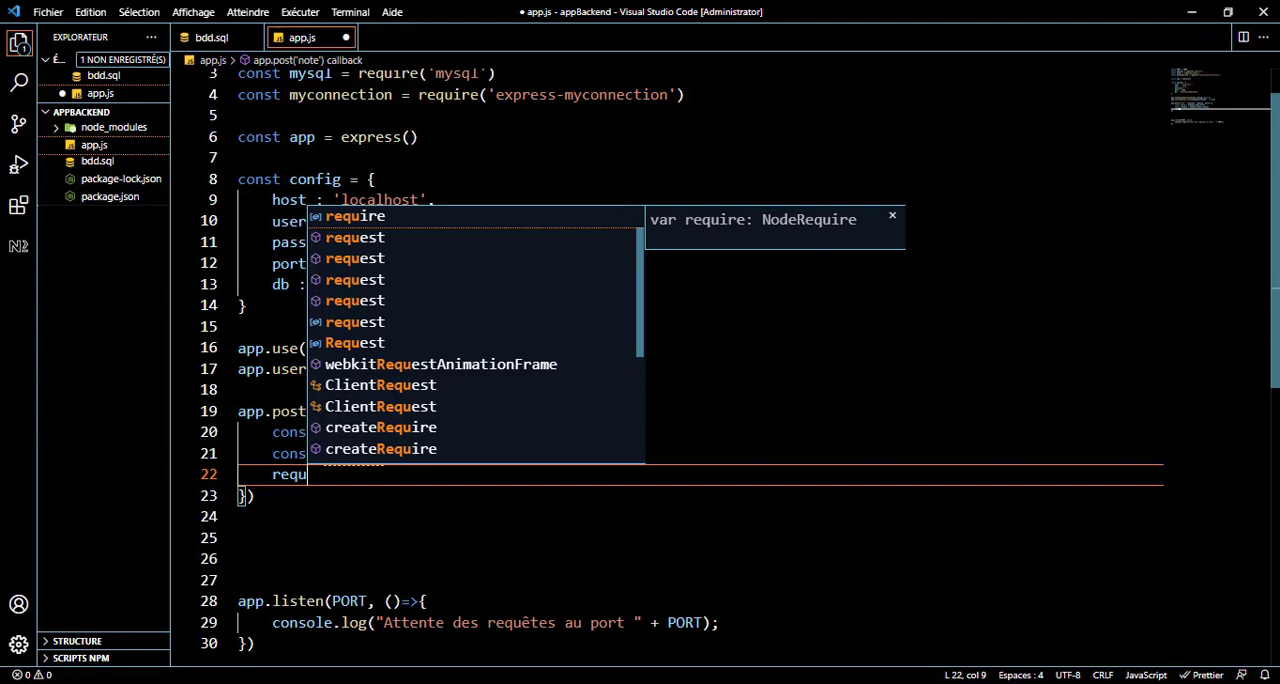 Fichier Edition Sélection Affichage Atteindre Exécuter Terminal Aide
● app.js - appBackend - Visual Studio Code [Administrator]
EXPLORATEUR ···
É... 1 NON ENREGISTRÉ(S)
bdd.sql
● app.js
APPBACKEND
node_modules
app.js
bdd.sql
package-lock.json
package.json
STRUCTURE
SCRIPTS NPM
bdd.sql
app.js ●
app.js > app.post('note') callback
3 const mysql = require('mysql')
4 const myconnection = require('express-myconnection')
5
6 const app = express()
7
8 const config = {
9 host : 'localhost',
10 user
11 pass
12 port
13 db :
14 }
15
16 app.use(
17 app.user
18
19 app.post
20 cons
21 cons
22 requ
23 })
24
25
26
27
28 app.listen(PORT, ()=>{
29 console.log("Attente des requêtes au port " + PORT);
30 })
require
request
request
request
request
request
Request
webkitRequestAnimationFrame
ClientRequest
ClientRequest
createRequire
createRequire
var require: NodeRequire
0 0
L 22, col 9 Espaces : 4 UTF-8 CRLF JavaScript Prettier